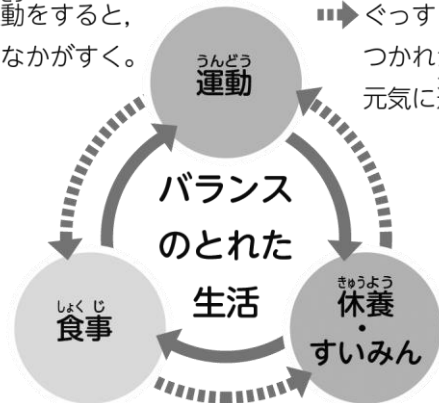 動をすると,
なかがすく。
ぐっす
つかれ
元気に
うんどう
運動
バランス
のとれた
生活
しょくじ
食事
きゅうよう
休養
・
すいみん